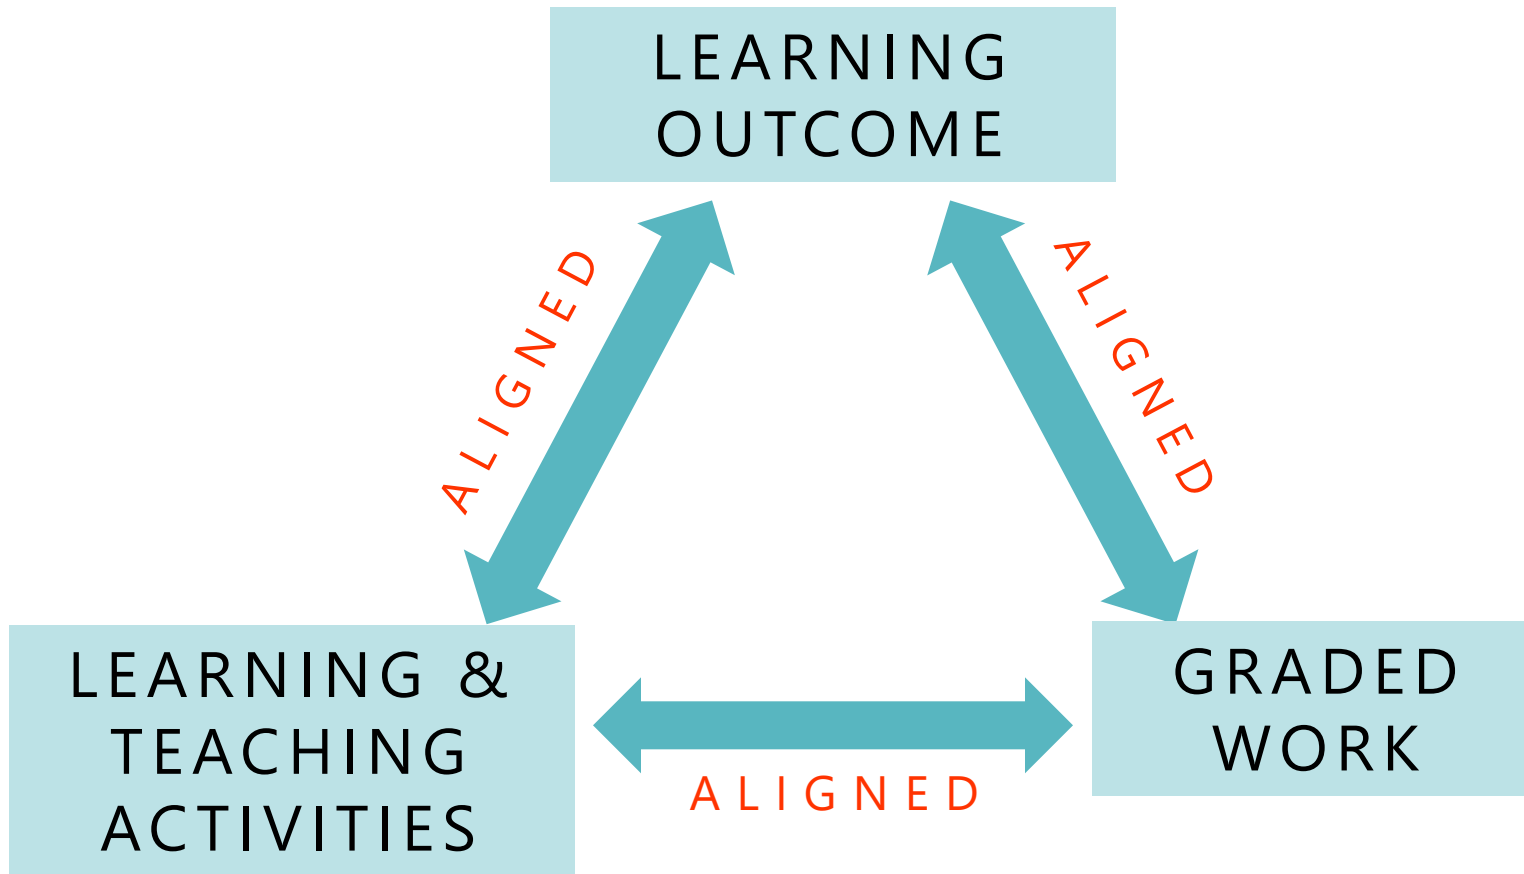 LEARNING
OUTCOME
ALIGNED
ALIGNED
LEARNING &
TEACHING
ACTIVITIES
GRADED
WORK
ALIGNED